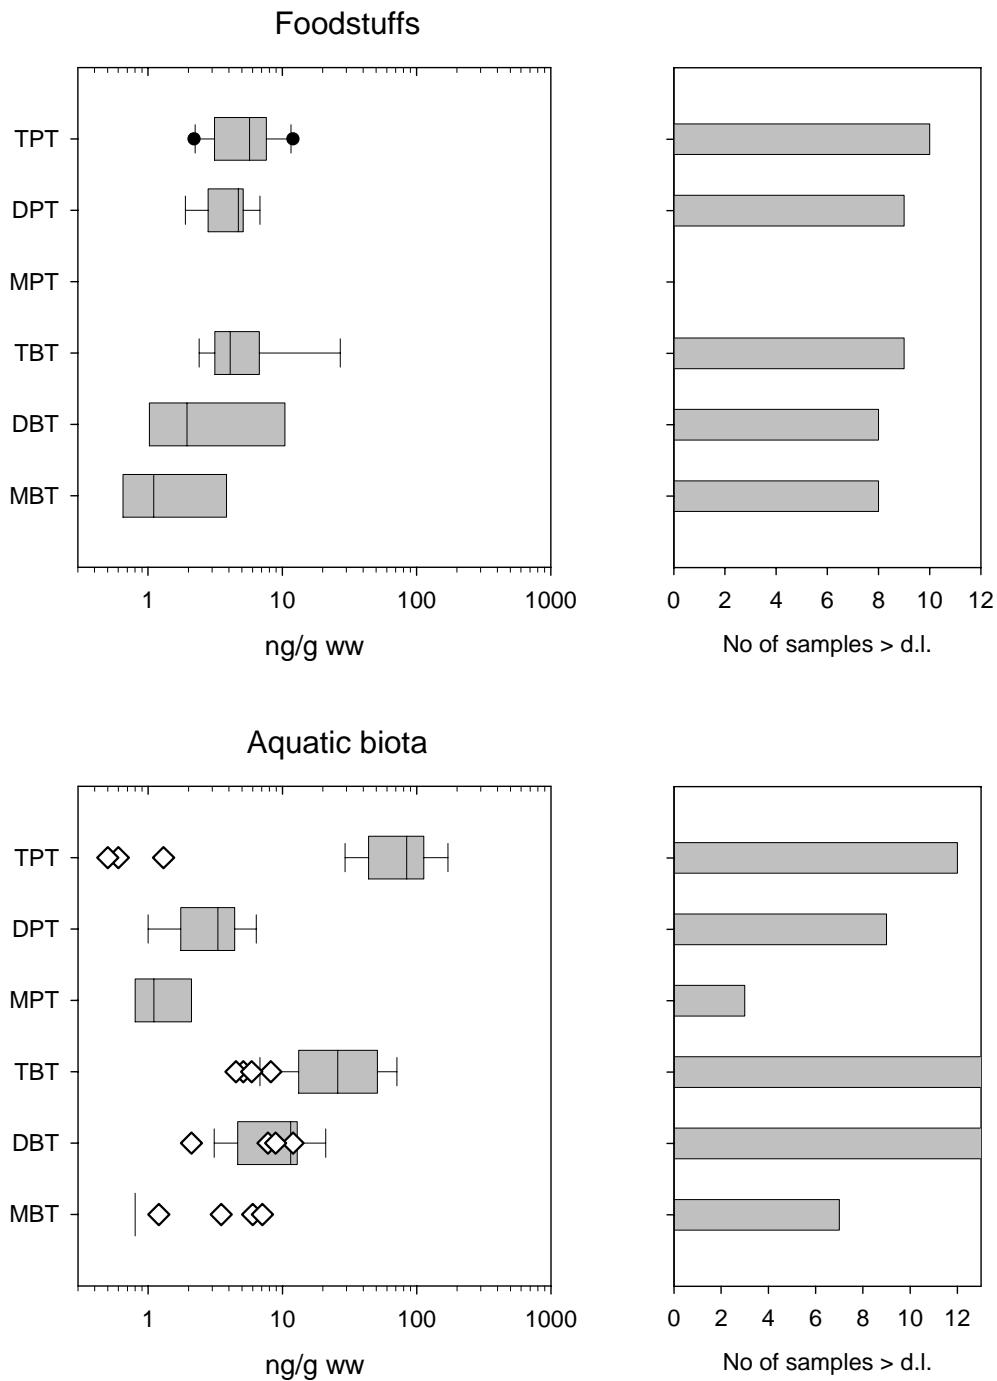 Foodstuffs
TPT
DPT
MPT
TBT
DBT
MBT
1 10 100 1000
ng/g ww
0 2 4 6 8 10 12
No of samples > d.l.
Aquatic biota
TPT
DPT
MPT
TBT
DBT
MBT
1 10 100 1000
ng/g ww
0 2 4 6 8 10 12
No of samples > d.l.